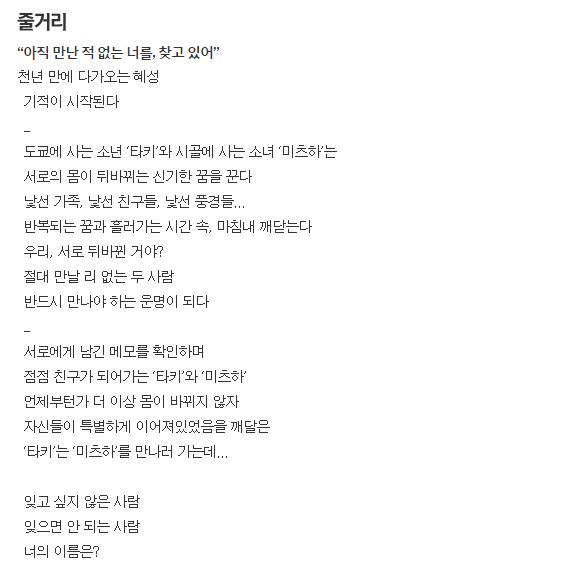 줄거리
“아직 만난 적 없는 너를, 찾고 있어”
천년 만에 다가오는 혜성
기적이 시작된다
_
도쿄에 사는 소년 ‘타키’와 시골에 사는 소녀 ‘미츠하’는
서로의 몸이 뒤바뀌는 신기한 꿈을 꾼다
낯선 가족, 낯선 친구들, 낯선 풍경들...
반복되는 꿈과 흘러가는 시간 속, 마침내 깨닫는다
우리, 서로 뒤바뀐 거야?
절대 만날 리 없는 두 사람
반드시 만나야 하는 운명이 되다
_
서로에게 남긴 메모를 확인하며
점점 친구가 되어가는 ‘타키’와 ‘미츠하’
언제부턴가 더 이상 몸이 바뀌지 않자
자신들이 특별하게 이어져있었음을 깨달은
‘타키’는 ‘미츠하’를 만나러 가는데...
잊고 싶지 않은 사람
잊으면 안 되는 사람
너의 이름은?